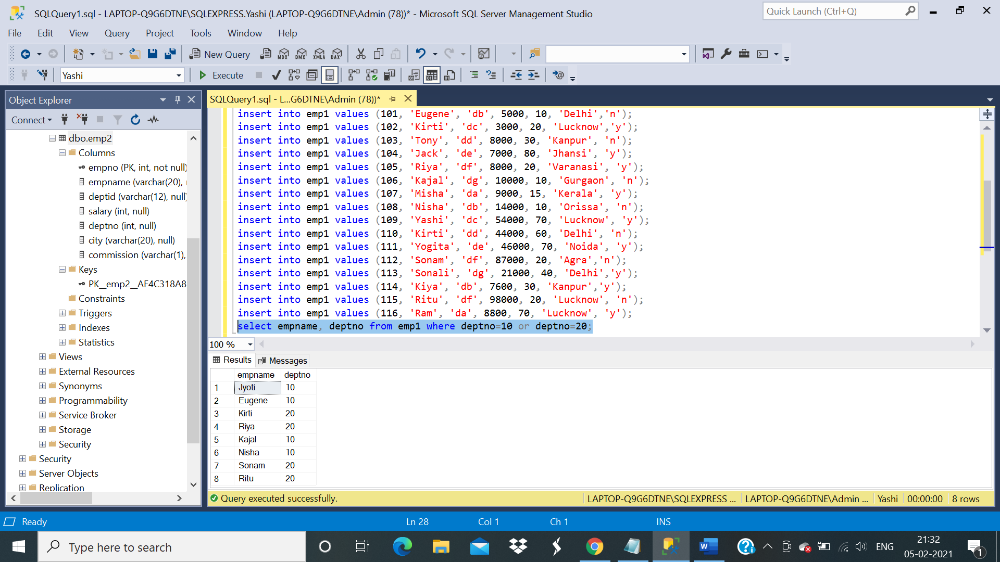 SQLQuery1.sql - LAPTOP-Q9G6DTNE\SQLEXPRESS.Yashi (LAPTOP-Q9G6DTNE\Admin (78))* - Microsoft SQL Server Management Studio
Quick Launch (Ctrl+Q)
File Edit View Query Project Tools Window Help
New Query MDX DMX XMLA DAX
Yashi Execute
Object Explorer
Connect
dbo.emp2
Columns
empno (PK, int, not null)
empname (varchar(20),
deptid (varchar(12), null)
salary (int, null)
deptno (int, null)
city (varchar(20), null)
commission (varchar(1),
Keys
PK__emp2__AF4C318A8
Constraints
Triggers
Indexes
Statistics
Views
External Resources
Synonyms
Programmability
Service Broker
Storage
Security
Security
Server Objects
Replication
SQLQuery1.sql - L...G6DTNE\Admin (78))*
insert into emp1 values (101, 'Eugene', 'db', 5000, 10, 'Delhi','n');
insert into emp1 values (102, 'Kirti', 'dc', 3000, 20, 'Lucknow','y');
insert into emp1 values (103, 'Tony', 'dd', 8000, 30, 'Kanpur', 'n');
insert into emp1 values (104, 'Jack', 'de', 7000, 80, 'Jhansi', 'y');
insert into emp1 values (105, 'Riya', 'df', 8000, 20, 'Varanasi', 'y');
insert into emp1 values (106, 'Kajal', 'dg', 10000, 10, 'Gurgaon', 'n');
insert into emp1 values (107, 'Misha', 'da', 9000, 15, 'Kerala', 'y');
insert into emp1 values (108, 'Nisha', 'db', 14000, 10, 'Orissa', 'n');
insert into emp1 values (109, 'Yashi', 'dc', 54000, 70, 'Lucknow', 'y');
insert into emp1 values (110, 'Kirti', 'dd', 44000, 60, 'Delhi', 'n');
insert into emp1 values (111, 'Yogita', 'de', 46000, 70, 'Noida', 'y');
insert into emp1 values (112, 'Sonam', 'df', 87000, 20, 'Agra','n');
insert into emp1 values (113, 'Sonali', 'dg', 21000, 40, 'Delhi','y');
insert into emp1 values (114, 'Kiya', 'db', 7600, 30, 'Kanpur','y');
insert into emp1 values (115, 'Ritu', 'df', 98000, 20, 'Lucknow', 'n');
insert into emp1 values (116, 'Ram', 'da', 8800, 70, 'Lucknow', 'y');
select empname, deptno from emp1 where deptno=10 or deptno=20;
100 %
Results Messages
empname deptno
1 Jyoti 10
2 Eugene 10
3 Kirti 20
4 Riya 20
5 Kajal 10
6 Nisha 10
7 Sonam 20
8 Ritu 20
Query executed successfully. LAPTOP-Q9G6DTNE\SQLEXPRESS ... LAPTOP-Q9G6DTNE\Admin ... Yashi 00:00:00 8 rows
Ready Ln 28 Col 1 Ch 1 INS
Type here to search
ENG
21:32
05-02-2021
1